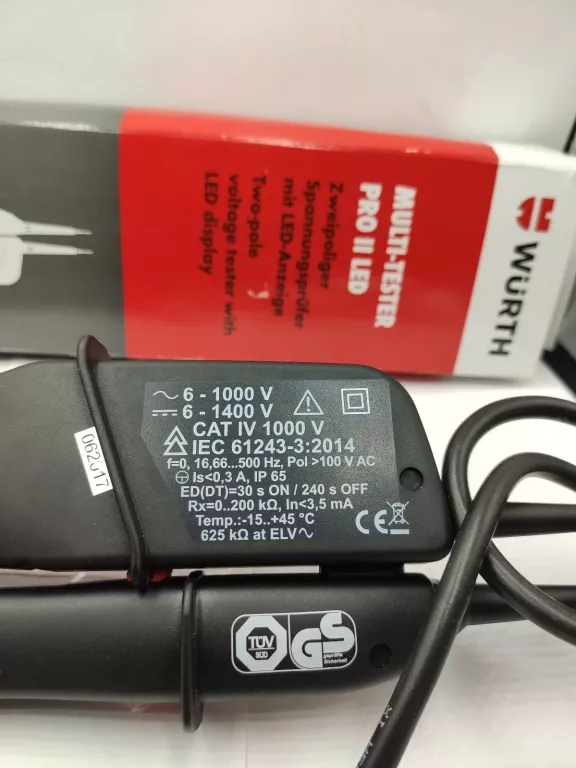 WÜRTH
MULTI-TESTER
PRO II LED
Zweipoliger
Spannungsprüfer
mit LED-Anzeige
Two-pole
voltage tester with
LED display
6 - 1000 V
6 - 1400 V
CAT IV 1000 V
IEC 61243-3:2014
f=0, 16,66...500 Hz, Pol >100 V AC
Is<0,3 A, IP 65
ED(DT)=30 s ON / 240 s OFF
Rx=0..200 kΩ, In<3,5 mA
Temp.:-15..+45 °C
625 kΩ at ELV~
CE
062J17
TÜV
SÜD
GS
geprüfte
Sicherheit